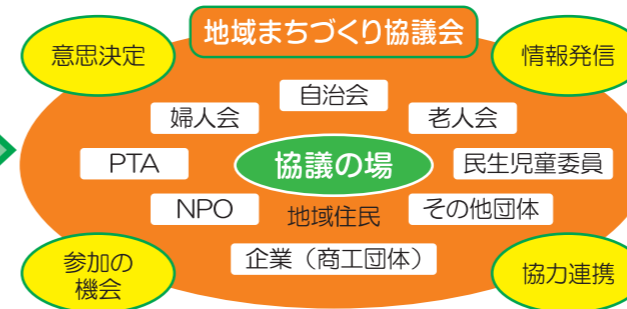 地域まちづくり協議会
意思決定
情報発信
自治会
婦人会
老人会
PTA
協議の場
民生児童委員
NPO
地域住民
その他団体
企業（商工団体）
参加の
機会
協力連携